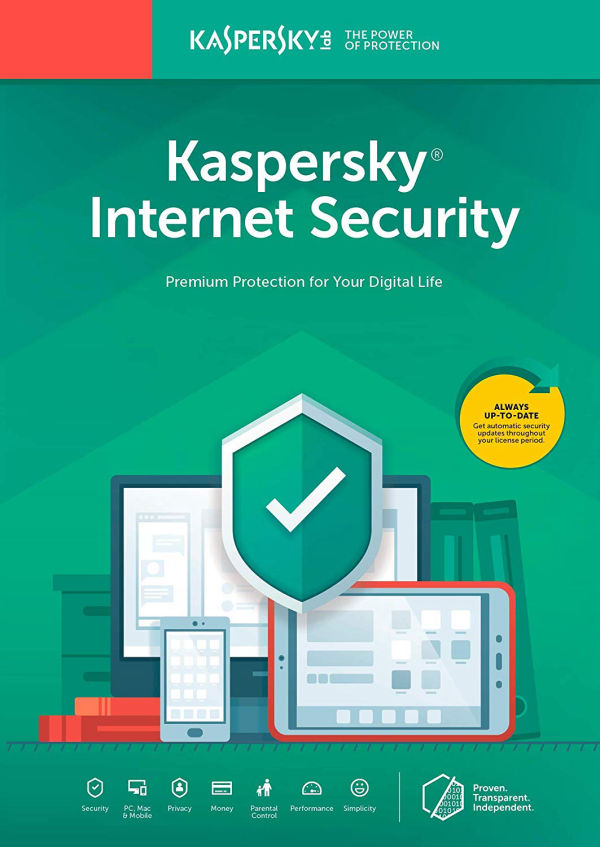 KASPERSKY lab
THE POWER
OF PROTECTION
Kaspersky®
Internet Security
Premium Protection for Your Digital Life
ALWAYS
UP-TO-DATE
Get automatic security
updates throughout
your license period.
Security
PC, Mac
& Mobile
Privacy
Money
Parental
Control
Performance
Simplicity
Proven.
Transparent.
Independent.